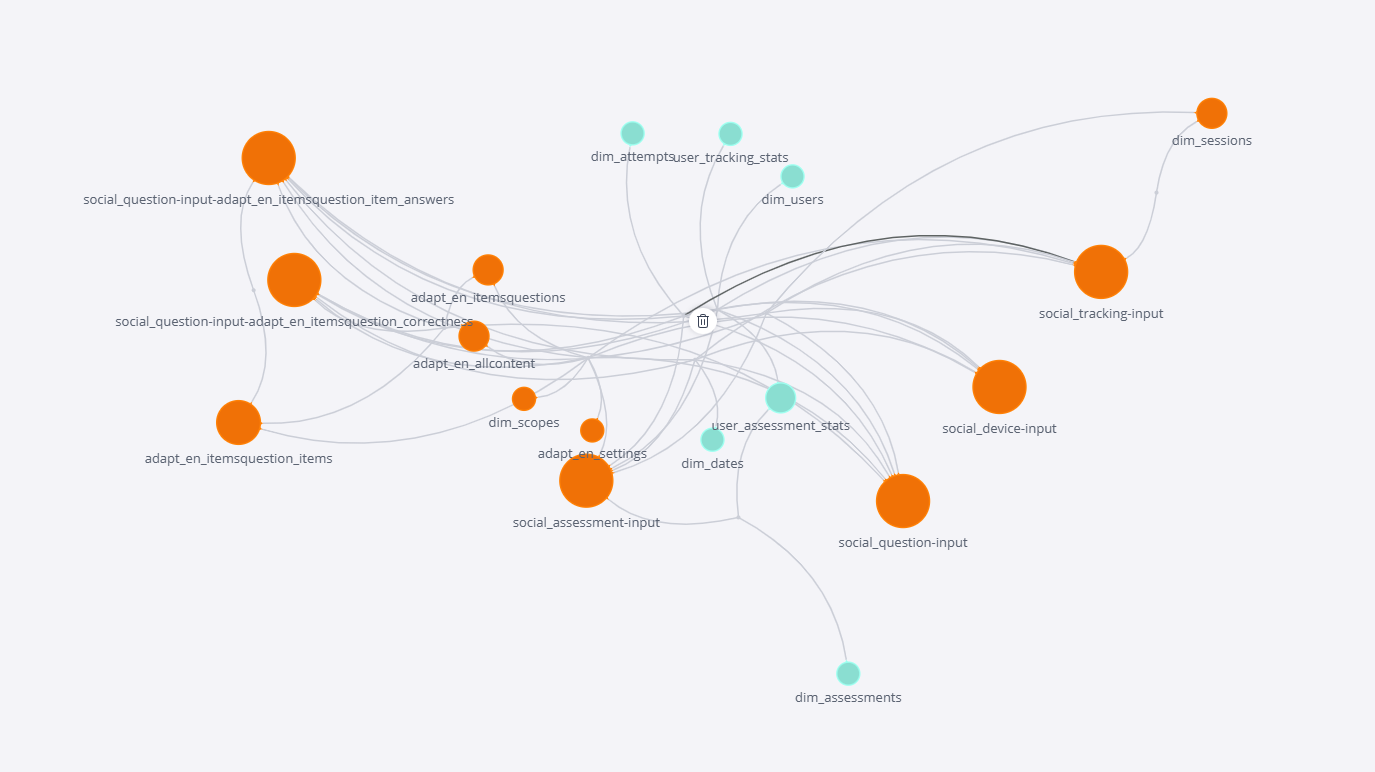 dim_sessions
dim_attempts
user_tracking_stats
dim_users
social_question-input-adapt_en_itemsquestion_item_answers
adapt_en_itemsquestions
social_tracking-input
social_question-input-adapt_en_itemsquestion_correctness
adapt_en_allcontent
dim_scopes
user_assessment_stats
social_device-input
adapt_en_itemsquestion_items
adapt_en_settings
dim_dates
social_assessment-input
social_question-input
dim_assessments